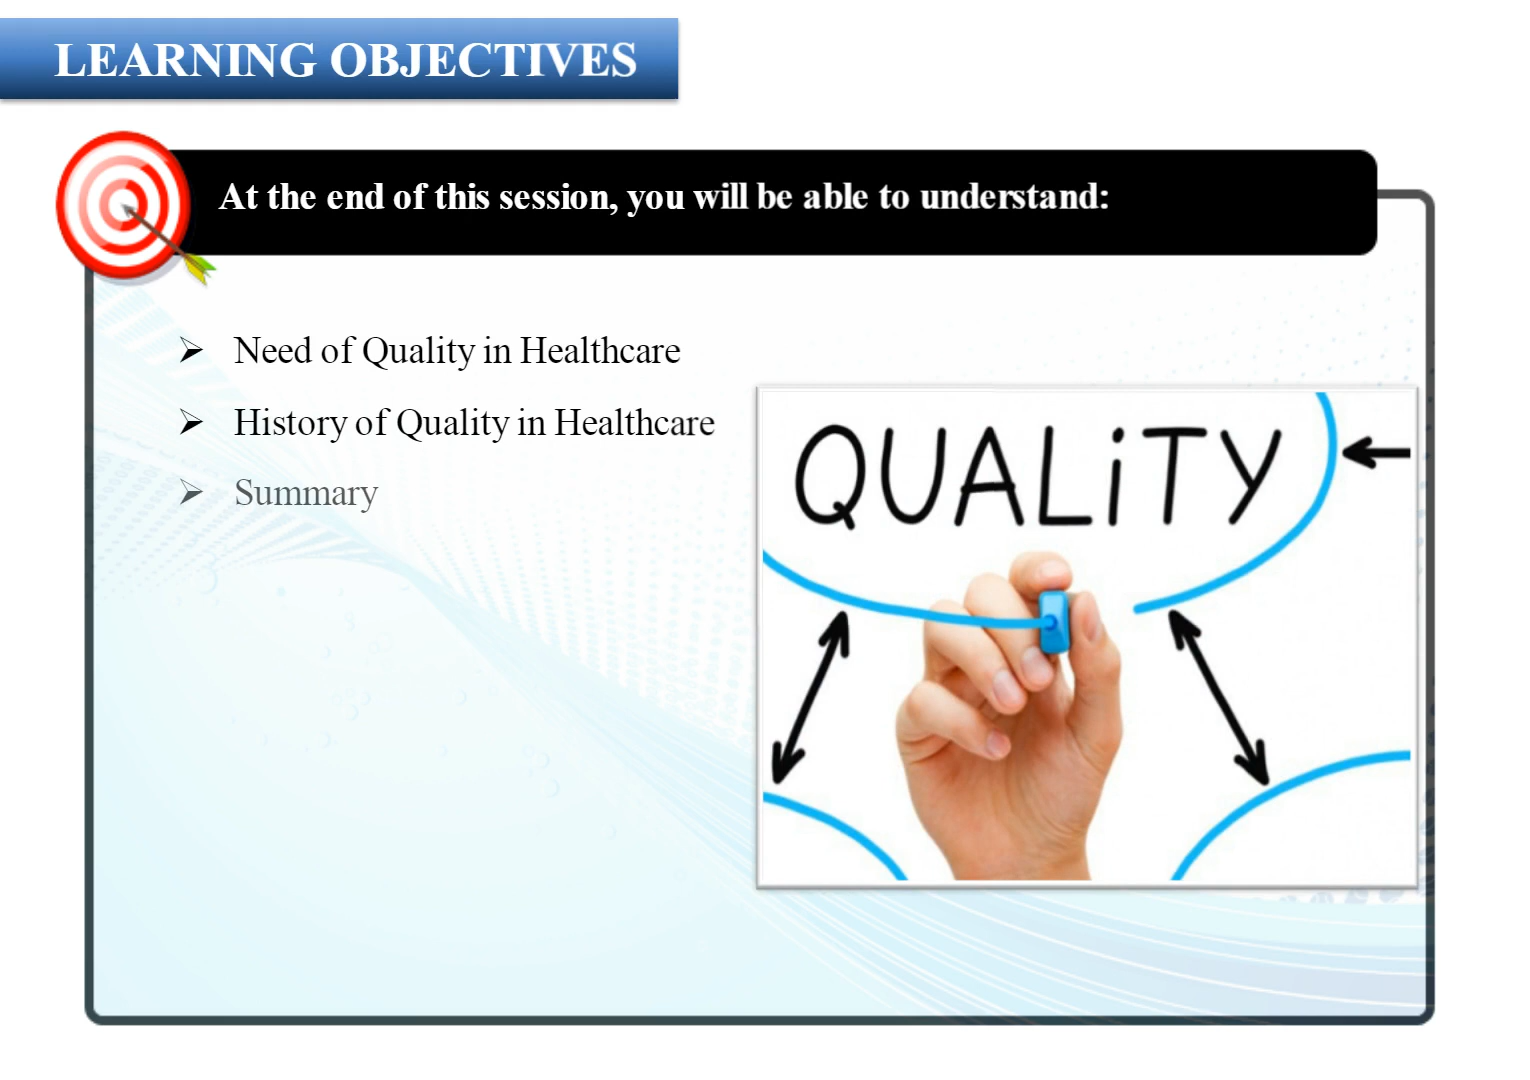 LEARNING OBJECTIVES
At the end of this session, you will be able to understand:
➢ Need of Quality in Healthcare
➢ History of Quality in Healthcare
➢ Summary
QUALiTY